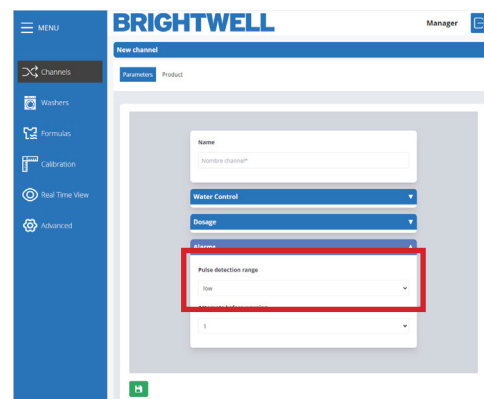 MENU
BRIGHTWELL
Manager
New channel
Channels
Parameters Product
Washers
Formulas
Name
Nombre channel*
Calibration
Real Time View
Water Control
Dosage
Advanced
Alarms
Pulse detection range
low
1